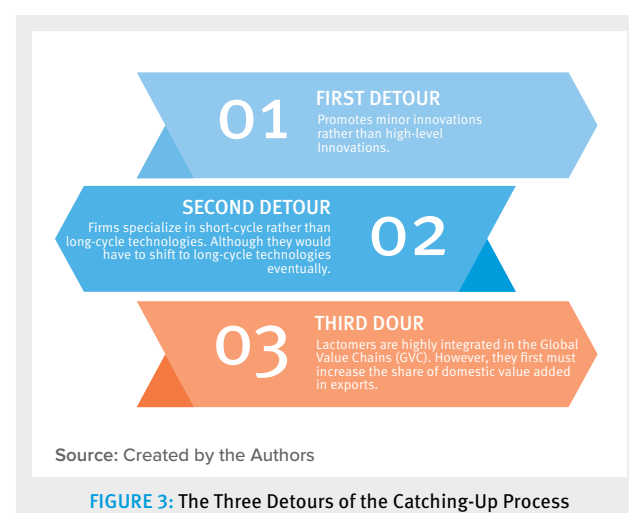 01
FIRST DETOUR
Promotes minor innovations
rather than high-level
Innovations.
SECOND DETOUR
Firms specialize in short-cycle rather than
long-cycle technologies. Although they would
have to shift to long-cycle technologies
eventually.
02
03
THIRD DOUR
Lactomers are highly integrated in the Global
Value Chains (GVC). However, they first must
increase the share of domestic value added
in exports.
Source: Created by the Authors
FIGURE 3: The Three Detours of the Catching-Up Process